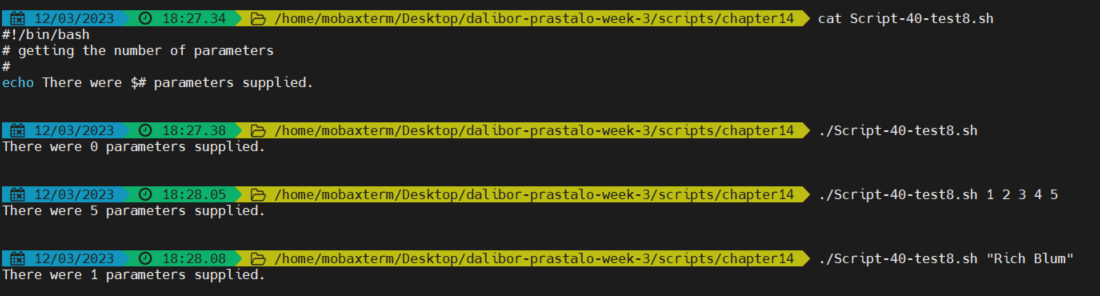 12/03/2023 18:27.34 /home/mobaxterm/Desktop/dalibor-prastalo-week-3/scripts/chapter14 cat Script-40-test8.sh
#!/bin/bash
# getting the number of parameters
#
echo There were $# parameters supplied.
12/03/2023 18:27.38 /home/mobaxterm/Desktop/dalibor-prastalo-week-3/scripts/chapter14 ./Script-40-test8.sh
There were 0 parameters supplied.
12/03/2023 18:28.05 /home/mobaxterm/Desktop/dalibor-prastalo-week-3/scripts/chapter14 ./Script-40-test8.sh 1 2 3 4 5
There were 5 parameters supplied.
12/03/2023 18:28.08 /home/mobaxterm/Desktop/dalibor-prastalo-week-3/scripts/chapter14 ./Script-40-test8.sh "Rich Blum"
There were 1 parameters supplied.